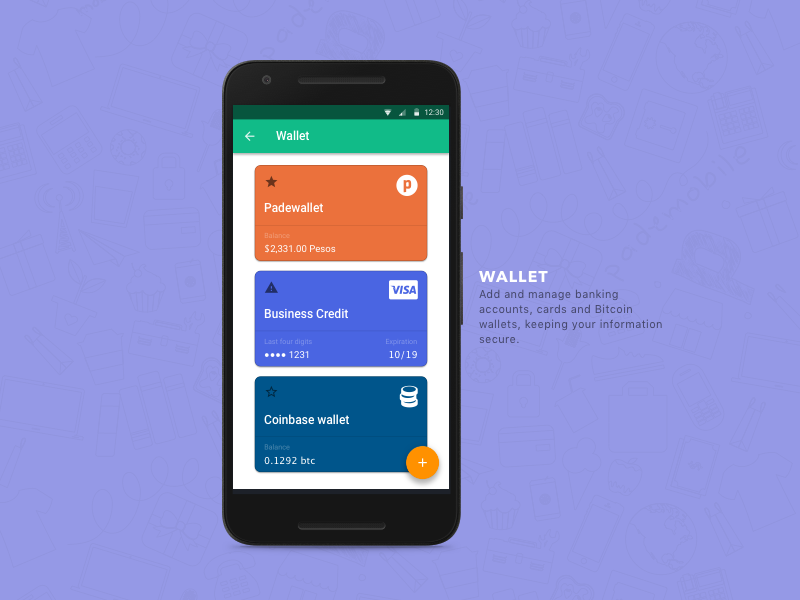 12:30
Wallet
P
Padewallet
Balance
$2,331.00 Pesos
VISA
Business Credit
Last four digits
Expiration
●●●● 1231
10/19
Coinbase wallet
Balance
0.1292 btc
+
WALLET
Add and manage banking
accounts, cards and Bitcoin
wallets, keeping your information
secure.
Pademobile